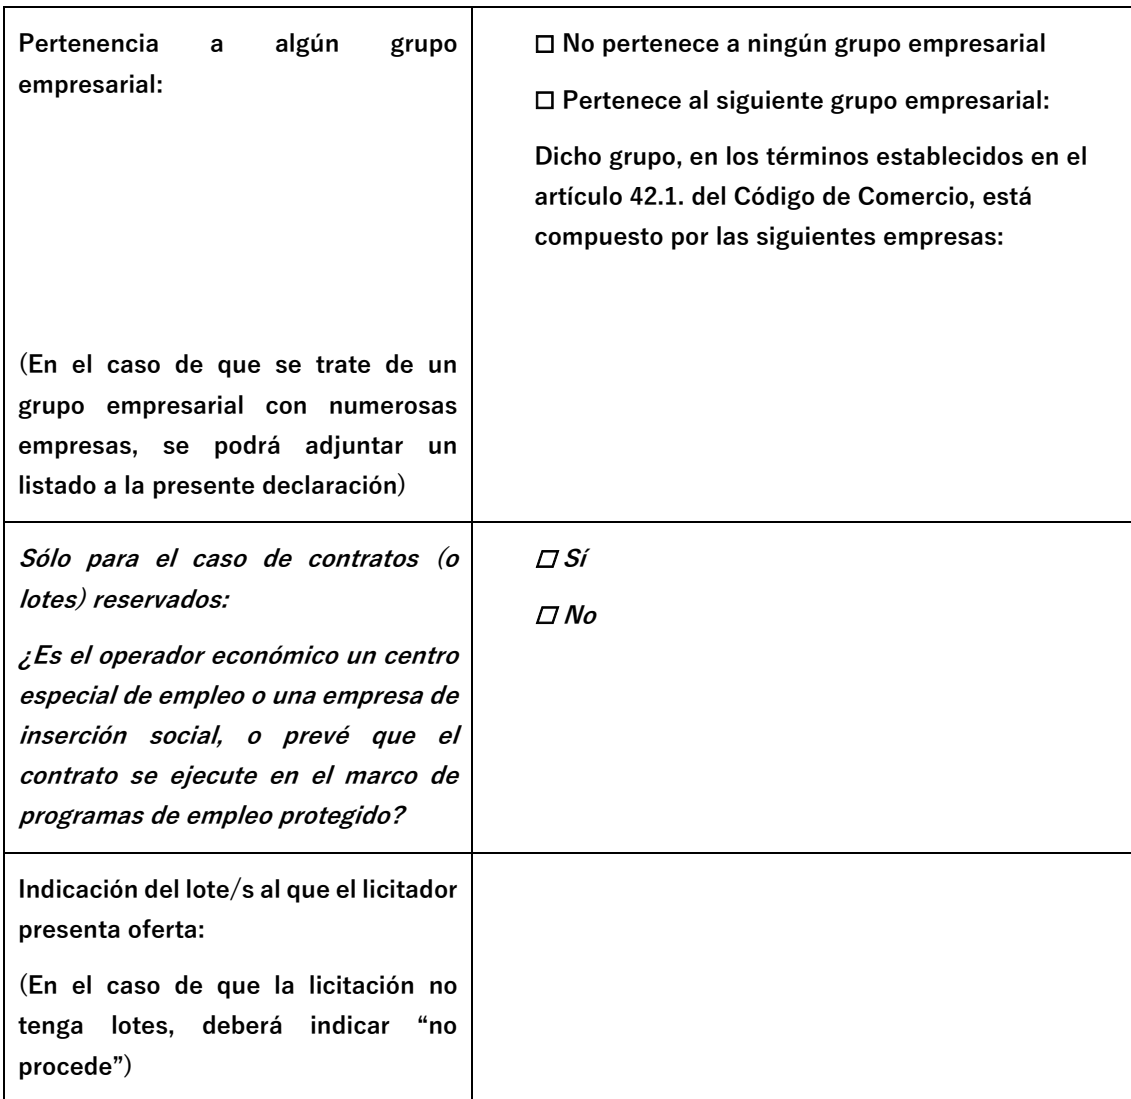 Pertenencia a algún grupo
empresarial:
(En el caso de que se trate de un
grupo empresarial con numerosas
empresas, se podrá adjuntar un
listado a la presente declaración)
☐ No pertenece a ningún grupo empresarial
☐ Pertenece al siguiente grupo empresarial:
Dicho grupo, en los términos establecidos en el
artículo 42.1. del Código de Comercio, está
compuesto por las siguientes empresas:
Sólo para el caso de contratos (o
lotes) reservados:
¿Es el operador económico un centro
especial de empleo o una empresa de
inserción social, o prevé que el
contrato se ejecute en el marco de
programas de empleo protegido?
☐ Sí
☐ No
Indicación del lote/s al que el licitador
presenta oferta:
(En el caso de que la licitación no
tenga lotes, deberá indicar “no
procede”)